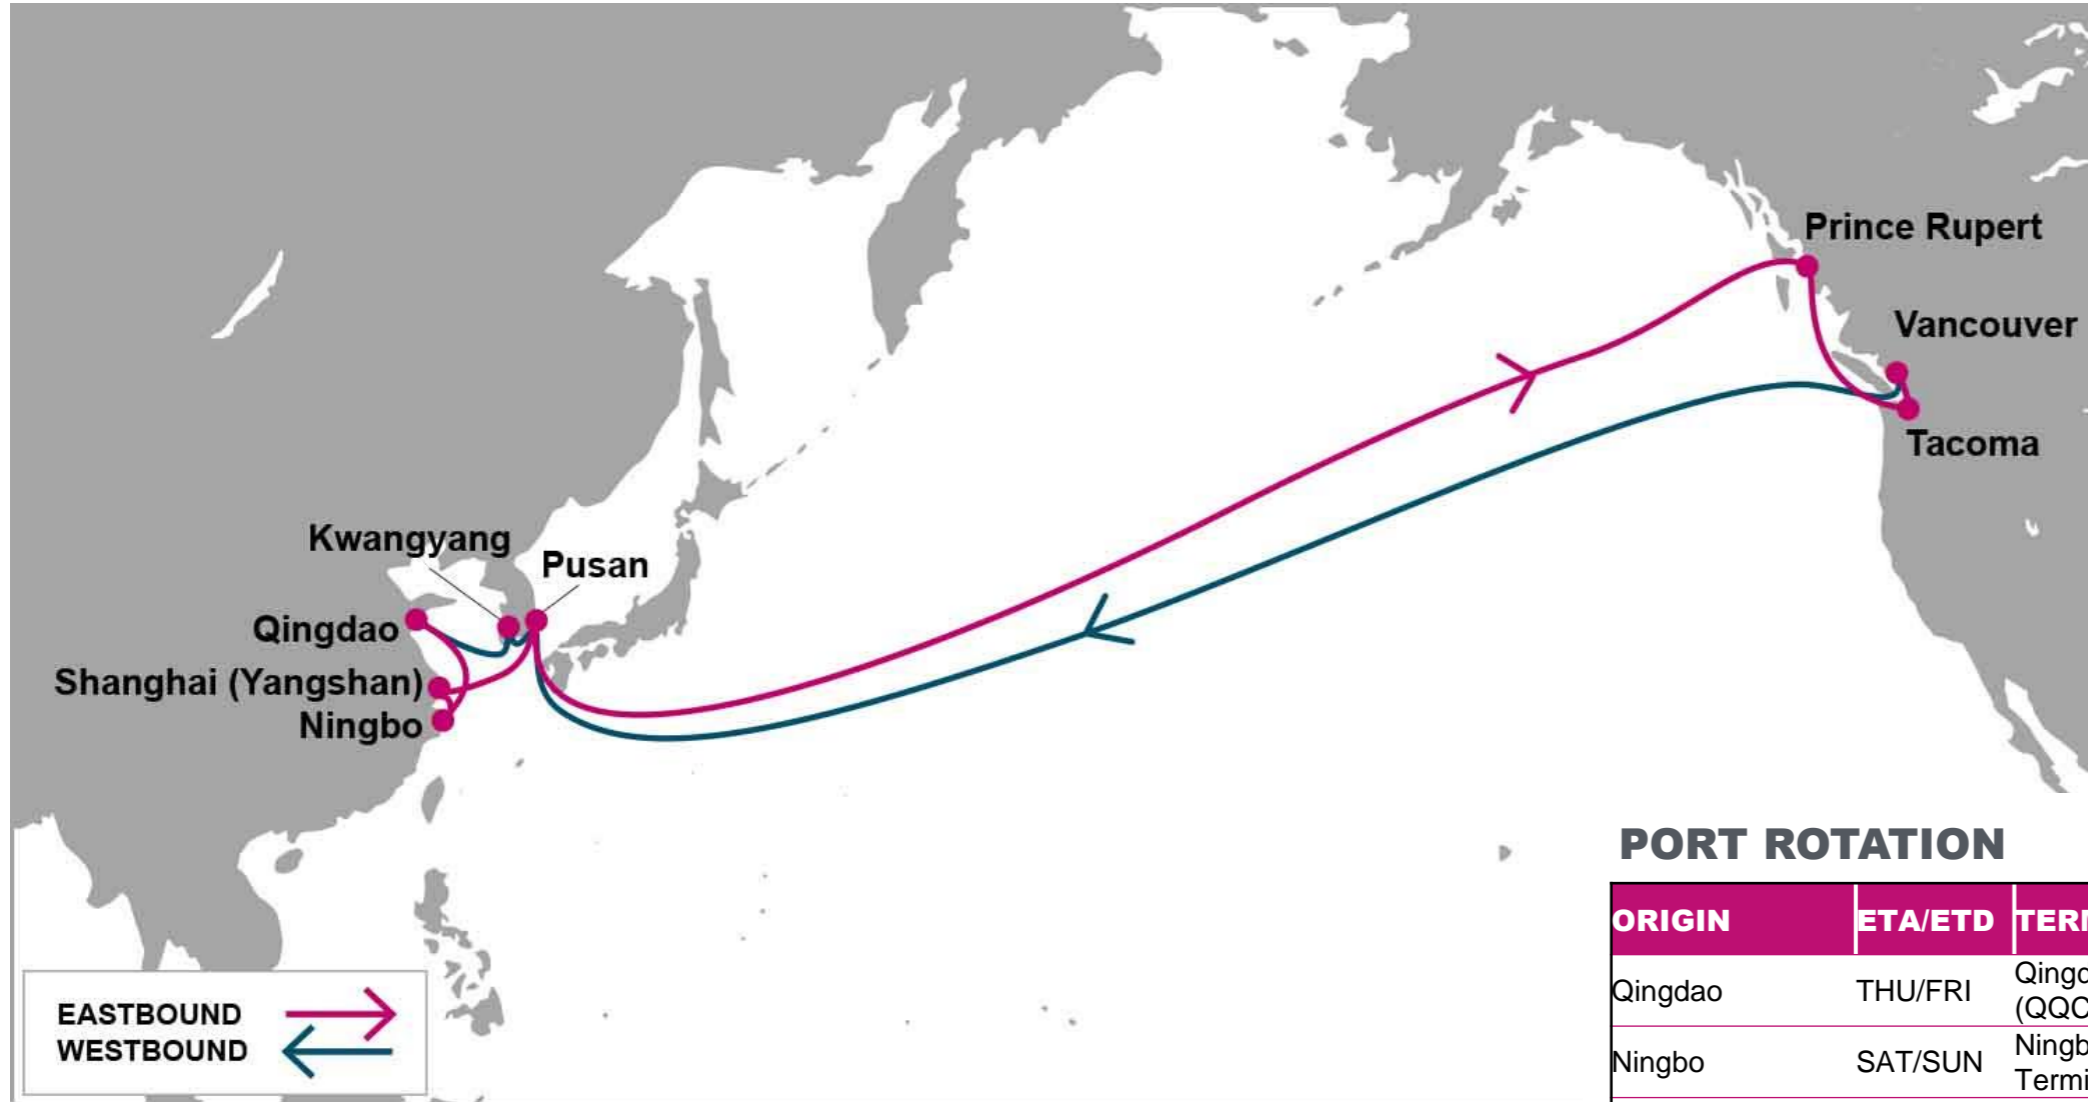 Prince Rupert
Vancouver
Tacoma
Kwangyang
Pusan
Qingdao
Shanghai (Yangshan)
Ningbo
PORT ROTATION
ORIGIN ETA/ETD
Qingdao THU/FRI
(QQC
Ningbo SAT/SUN
EASTBOUND
WESTBOUND